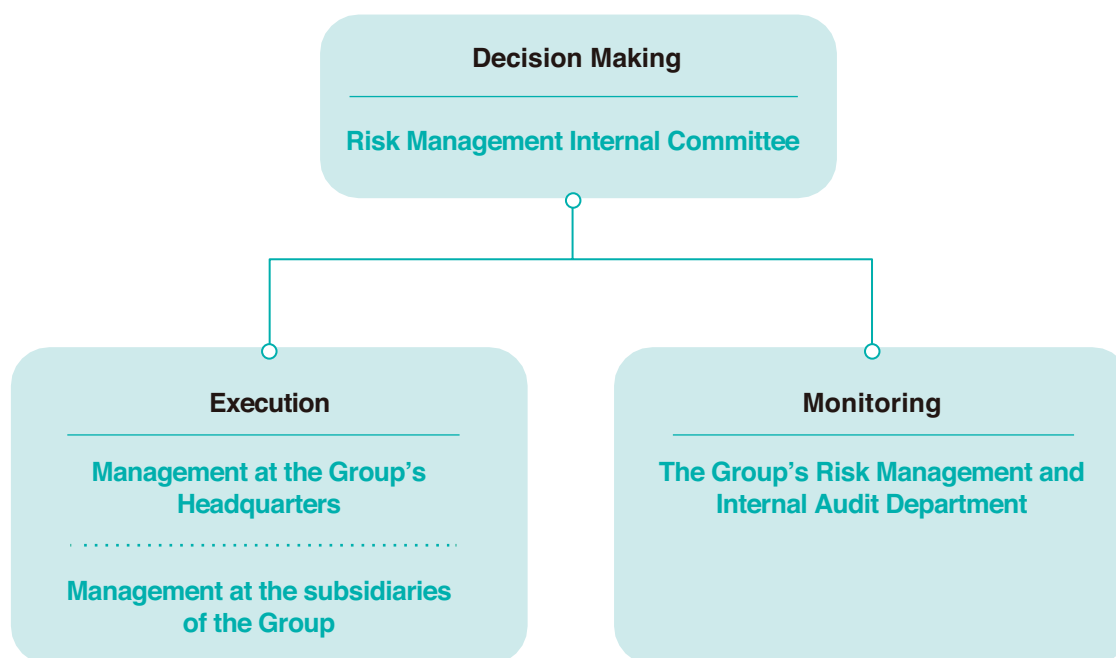 Decision Making
Risk Management Internal Committee
Execution
Management at the Group’s
Headquarters
Management at the subsidiaries
of the Group
Monitoring
The Group’s Risk Management and
Internal Audit Department